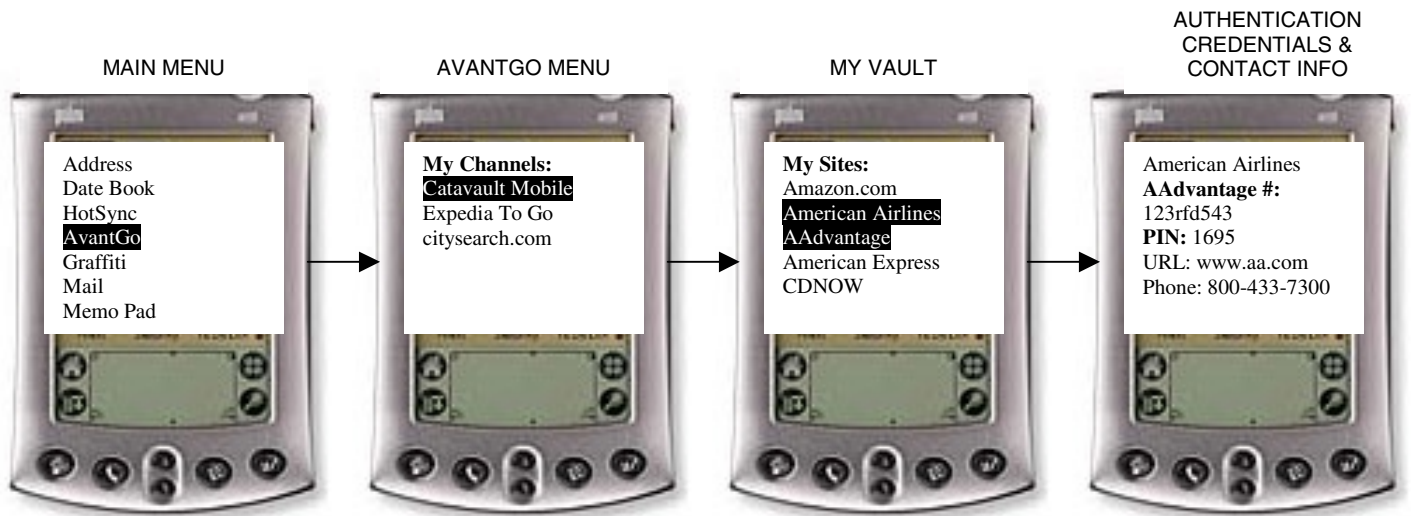 MAIN MENU
Address
Date Book
HotSync
AvantGo
Graffiti
Mail
Memo Pad
AVANTGO MENU
My Channels:
Catavault Mobile
Expedia To Go
citysearch.com
MY VAULT
My Sites:
Amazon.com
American Airlines
AAdvantage
American Express
CDNOW
AUTHENTICATION
CREDENTIALS &
CONTACT INFO
American Airlines
AAdvantage #:
123rfd543
PIN: 1695
URL: www.aa.com
Phone: 800-433-7300